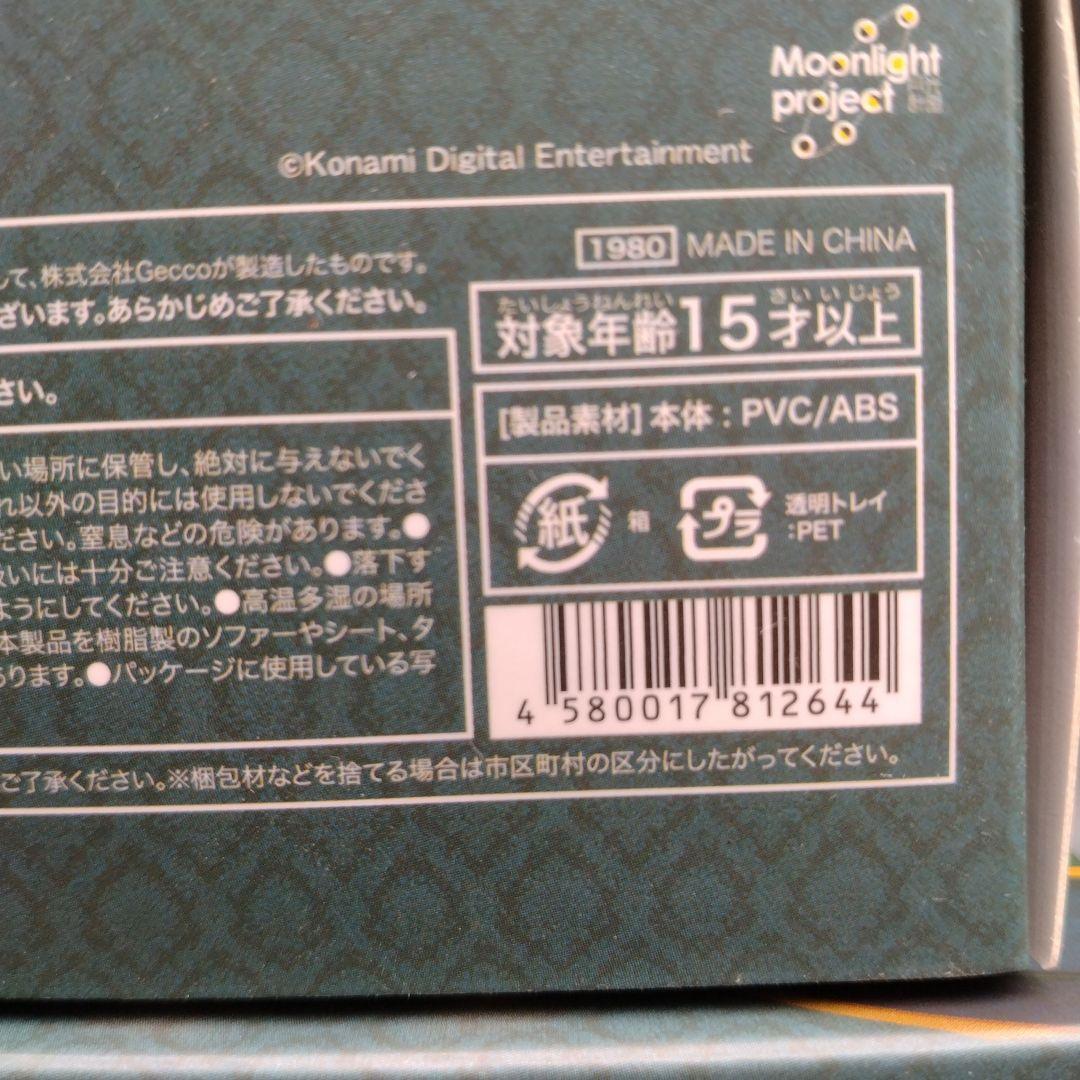 Moonlight
project
©Konami Digital Entertainment
1980 MADE IN CHINA
して、株式会社Geccoが製造したものです。
ざいます。あらかじめご了承ください。
たいしょうねんれい さい いじょう
対象年齢15才以上
さい。
[製品素材] 本体：PVC/ABS
い場所に保管し、絶対に与えないでく
れ以外の目的には使用しないでくださ
ださい。窒息などの危険があります。●
扱いには十分ご注意ください。●落下す
ようにしてください。●高温多湿の場所
本製品を樹脂製のソファーやシート、タ
あります。●パッケージに使用している写
紙 箱
プラ 透明トレイ
:PET
4 580017 812644
ご了承ください。※梱包材などを捨てる場合は市区町村の区分にしたがってください。